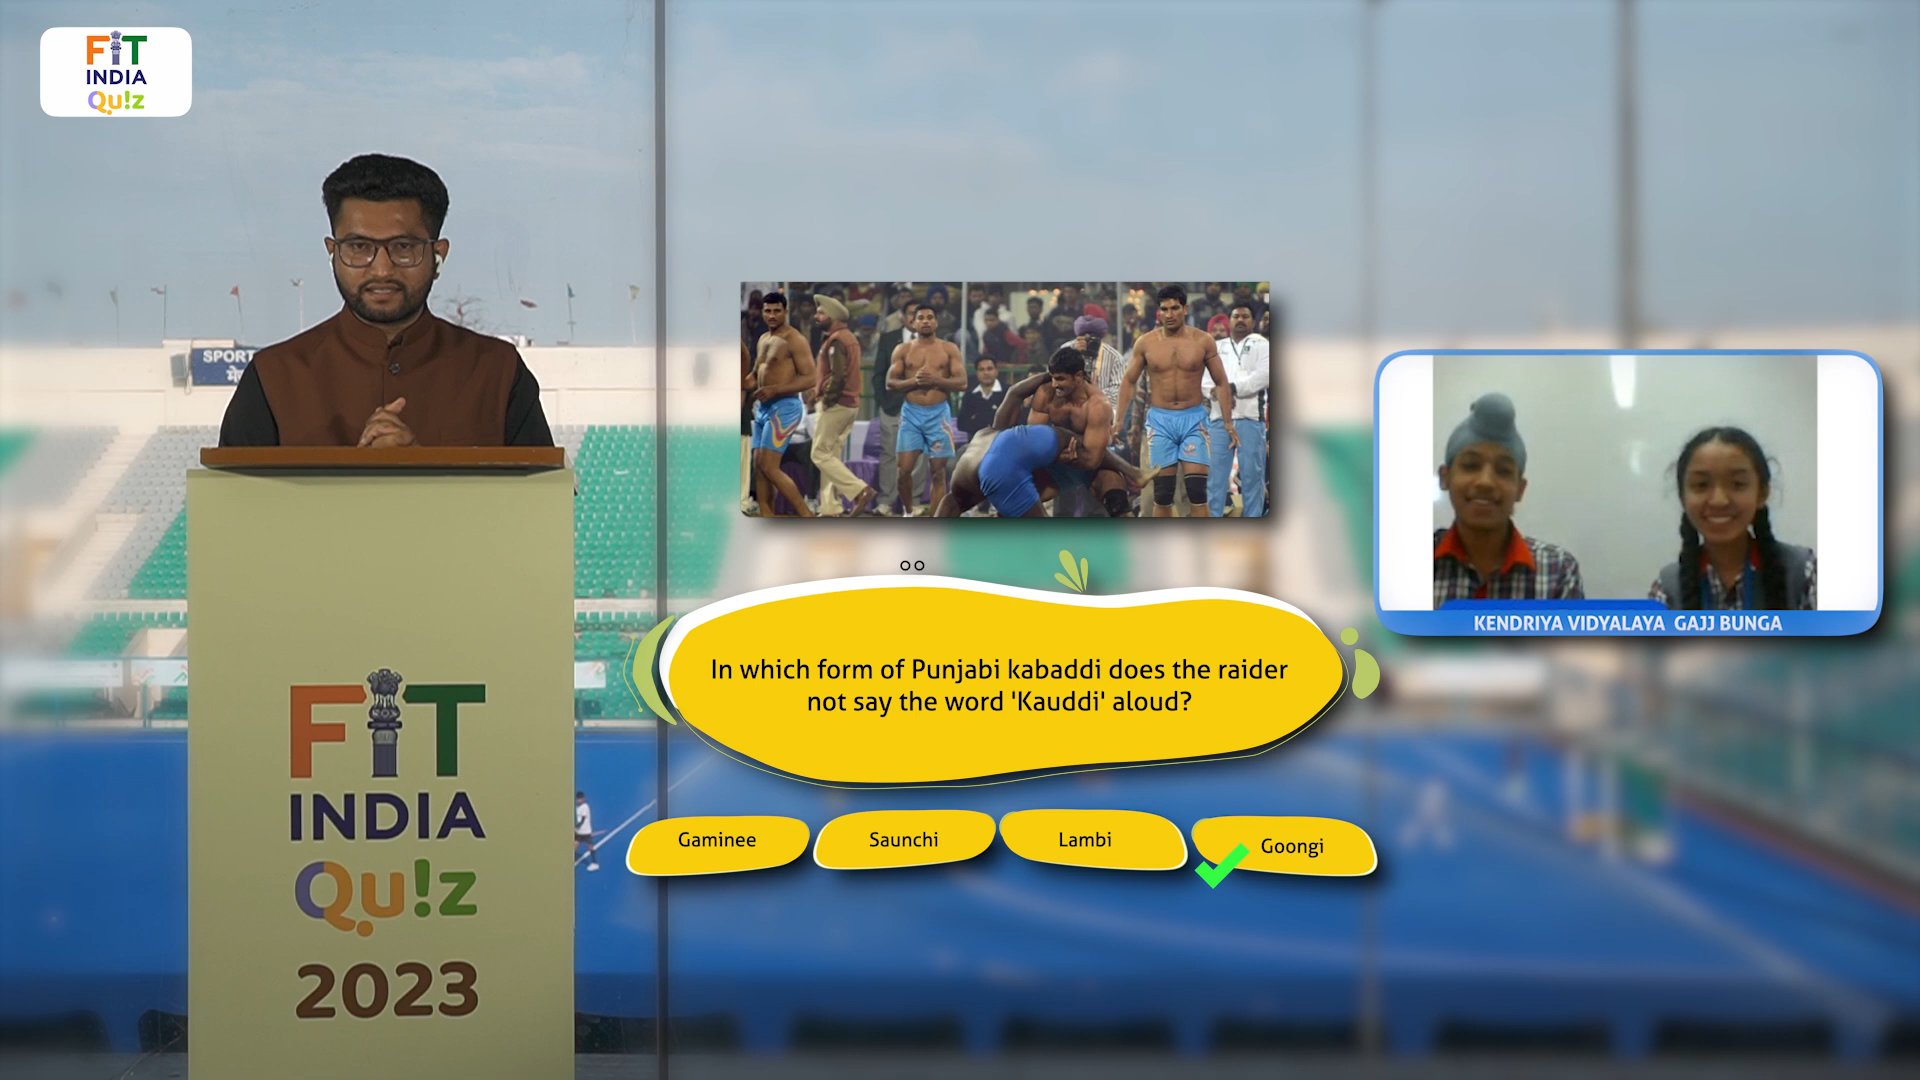 FIT
INDIA
Qu!z
SPORT
FIT
INDIA
Qu!z
2023
In which form of Punjabi kabaddi does the raider
not say the word 'Kauddi' aloud?
Gaminee
Saunchi
Lambi
Goongi
KENDRIYA VIDYALAYA GAJJ BUNGA